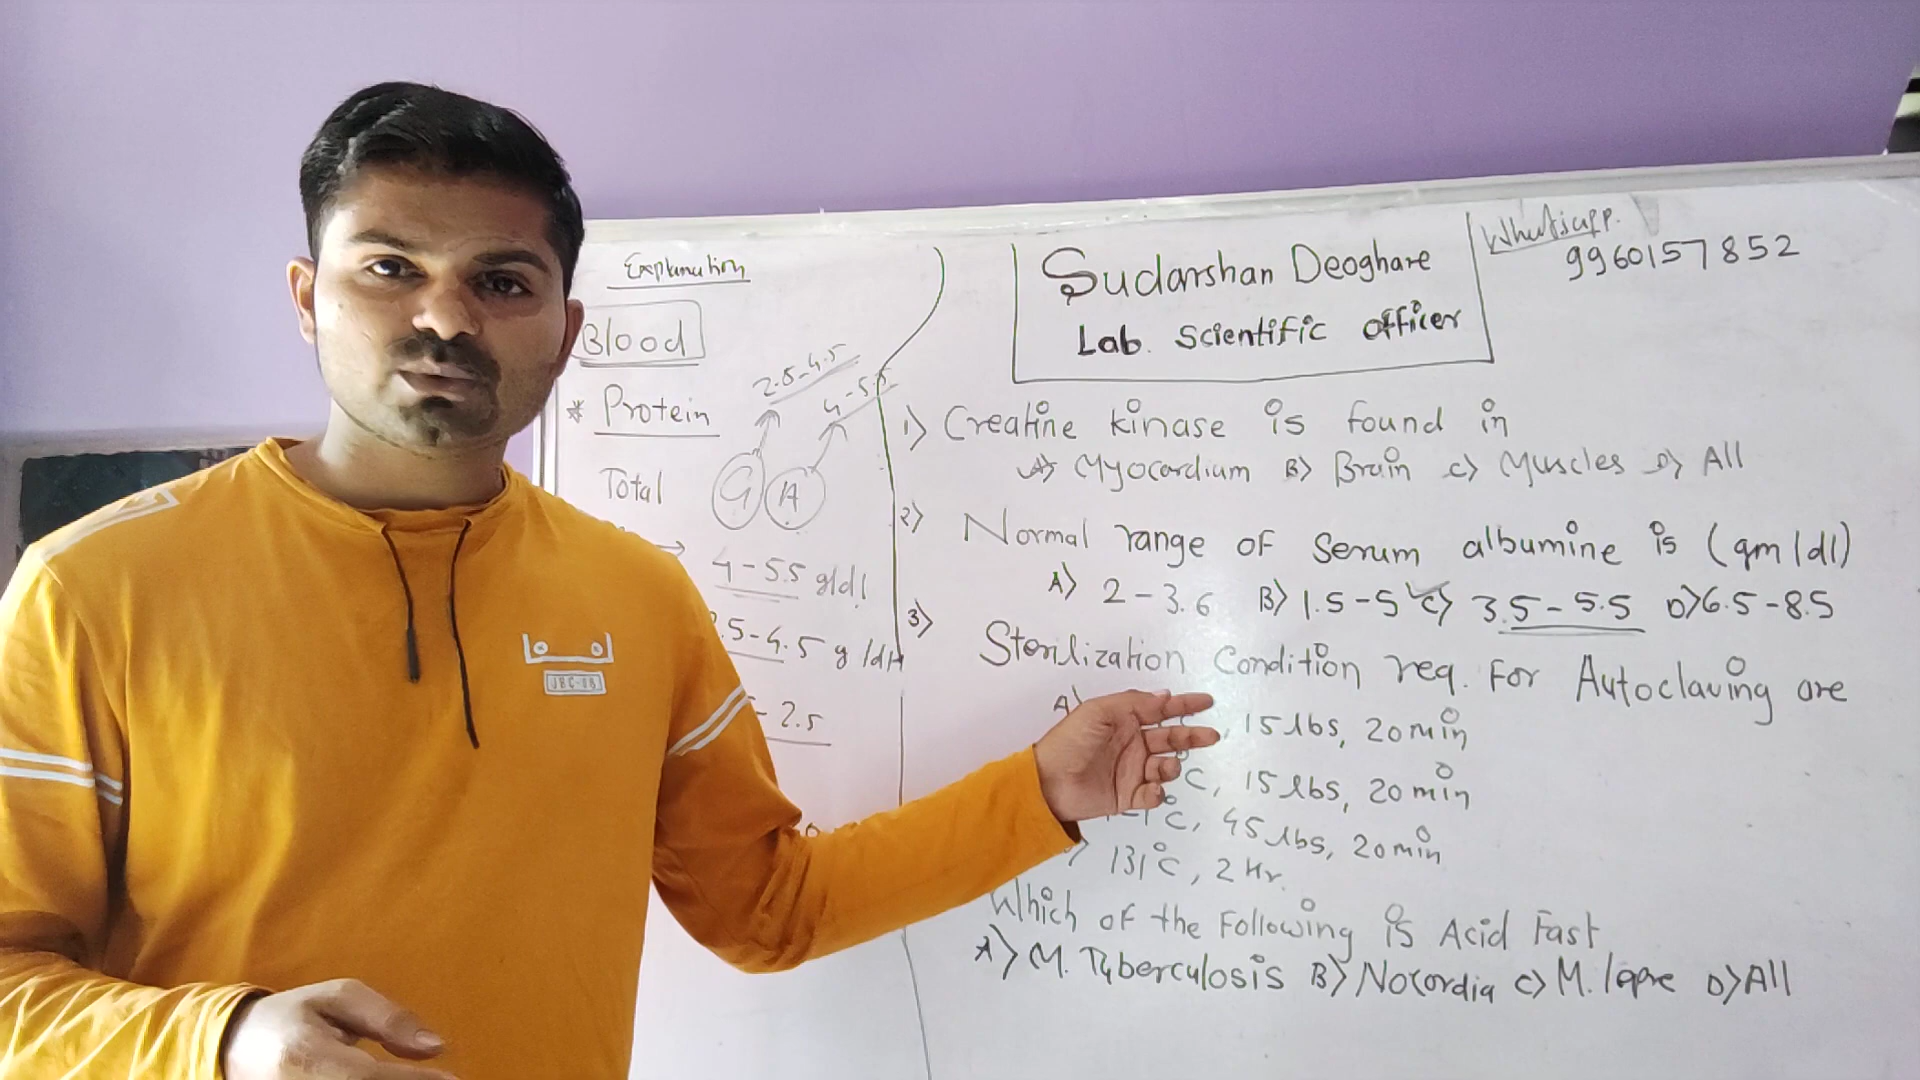 Explanation
Blood
* Protein
Total
2.5-4.5
4-5.5
G A
4-5.5 g/dl
.5-4.5 g/dl
- 2.5
JBC-08
Sudarshan Deoghare
Lab. Scientific officer
Whatsapp.
9960157852
1) Creatine kinase is found in
A) Myocardium B) Brain C) Muscles D) All
2) Normal range of Serum albumine is (gm/dl)
A) 2-3.6 B) 1.5-5 C) 3.5-5.5 D) 6.5-8.5
3) Sterilization Condition req. For Autoclaving are
A) , 15 lbs, 20 min
°C, 15 lbs, 20 min
°C, 45 lbs, 20 min
131°C, 2 Hr.
Which of the Following is Acid Fast
A) M. Tuberculosis B) Nocordia C) M. lepre D) All